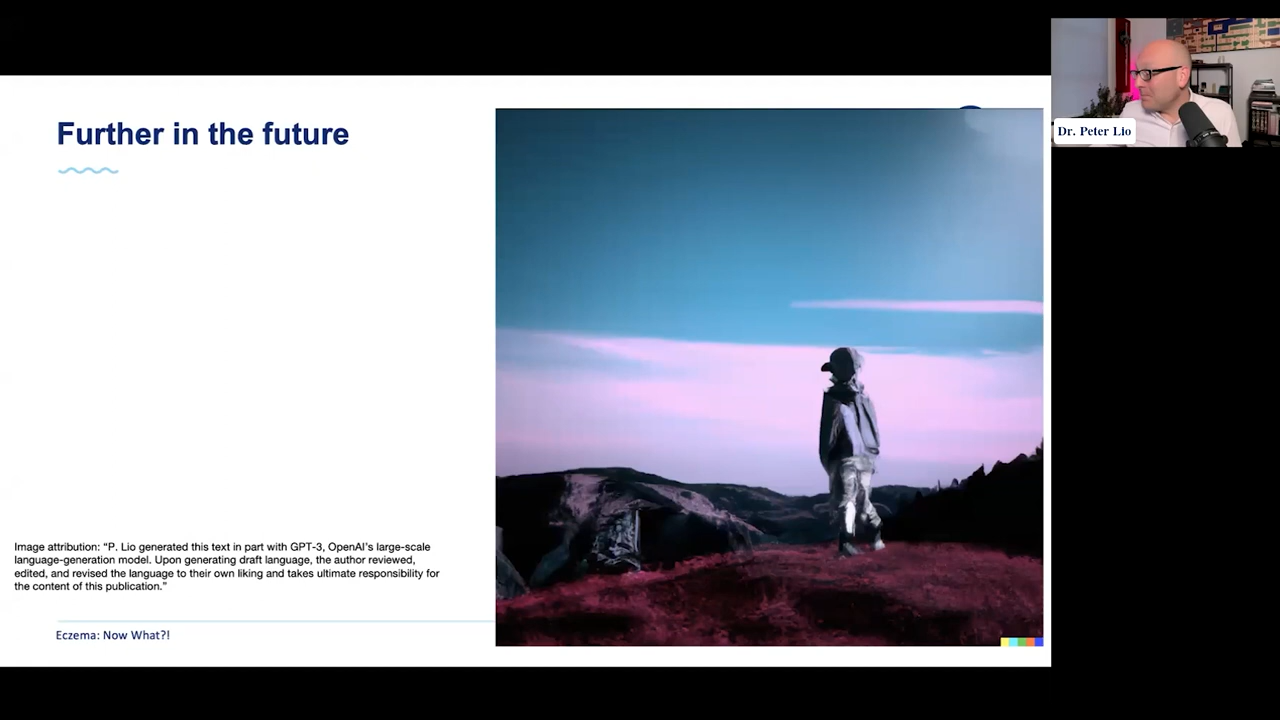 Further in the future
Dr. Peter Lio
Image attribution: “P. Lio generated this text in part with GPT-3, OpenAI’s large-scale
language-generation model. Upon generating draft language, the author reviewed,
edited, and revised the language to their own liking and takes ultimate responsibility for
the content of this publication.”
Eczema: Now What?!